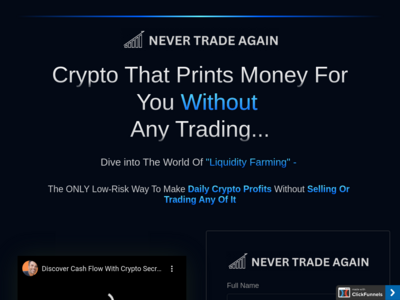 NEVER TRADE AGAIN
Crypto That Prints Money For
You Without
Any Trading...
Dive into The World Of "Liquidity Farming" -
The ONLY Low-Risk Way To Make Daily Crypto Profits Without Selling Or
Trading Any Of It
NEVER TRADE AGAIN
Discover Cash Flow With Crypto Secr...
Full Name
ClickFunnels